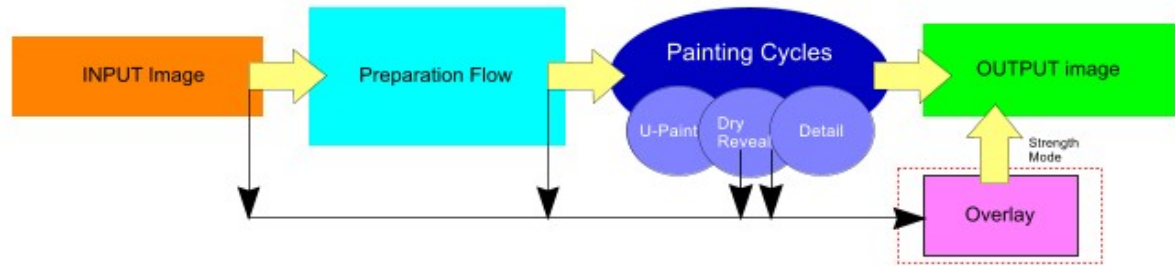 INPUT Image
Preparation Flow
Painting Cycles
U-Paint
Dry
Reveal
Detail
OUTPUT image
Strength
Mode
Overlay